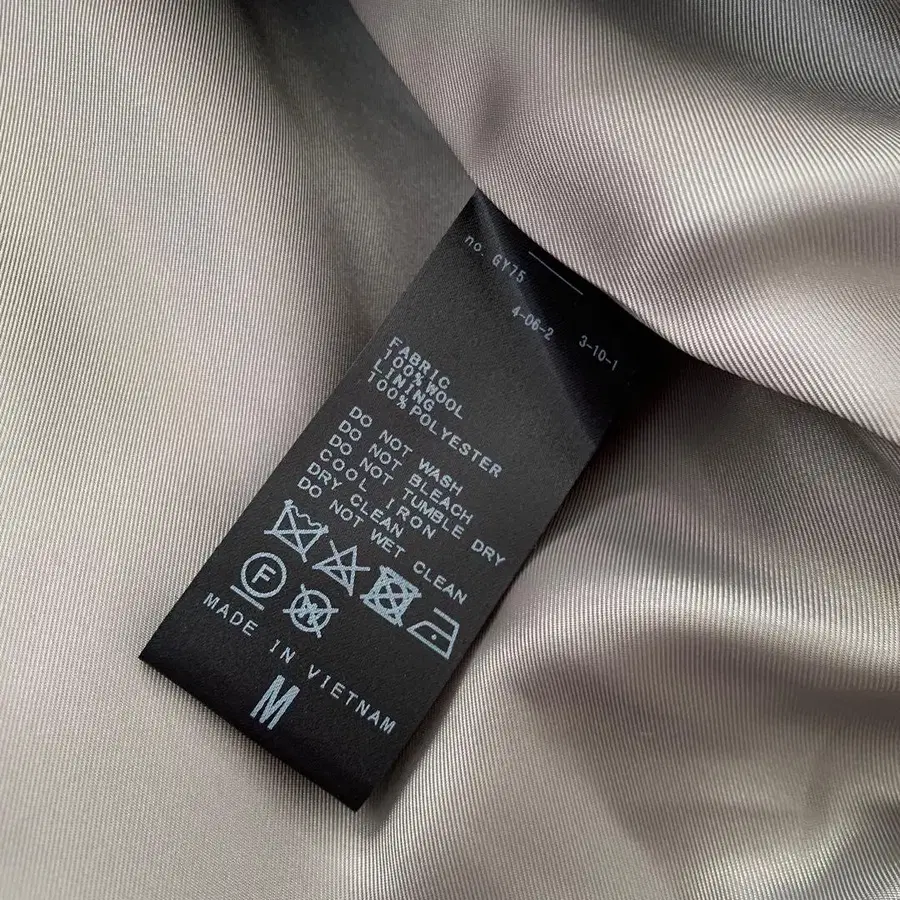 no. GY75
4-06-2 3-10-1
FABRIC
100%WOOL
LINING
100%POLYESTER
DO NOT WASH
DO NOT BLEACH
DO NOT TUMBLE DRY
COOL IRON
DRY CLEAN
DO NOT WET CLEAN
F W
MADE IN VIETNAM
M